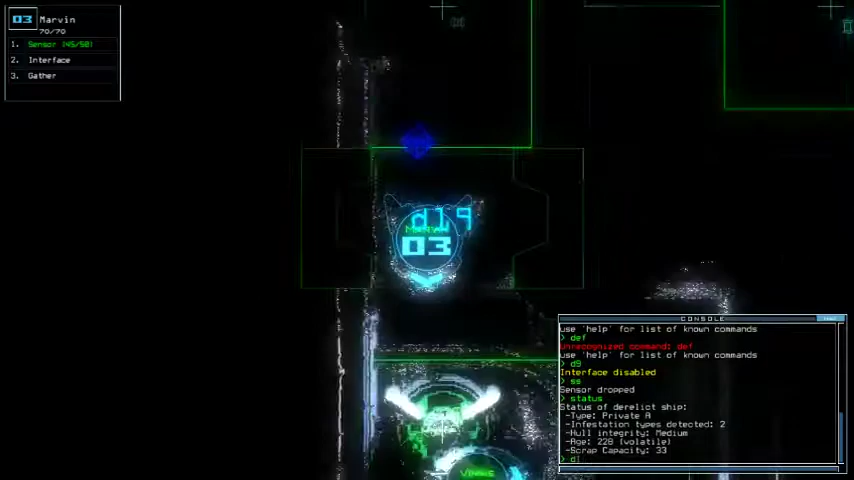 03 Marvin
70/70
1. Sensor (45/50)
2. Interface
3. Gather
d19
03
CONSOLE
use 'help' for list of known commands
> def
Unrecognized command: def
use 'help' for list of known commands
> d9
Interface disabled
> ss
Sensor dropped
> status
Status of derelict ship:
-Type: Private A
-Infestation types detected: 2
-Hull integrity: Medium
-Age: 228 (volatile)
-Scrap Capacity: 33
> d